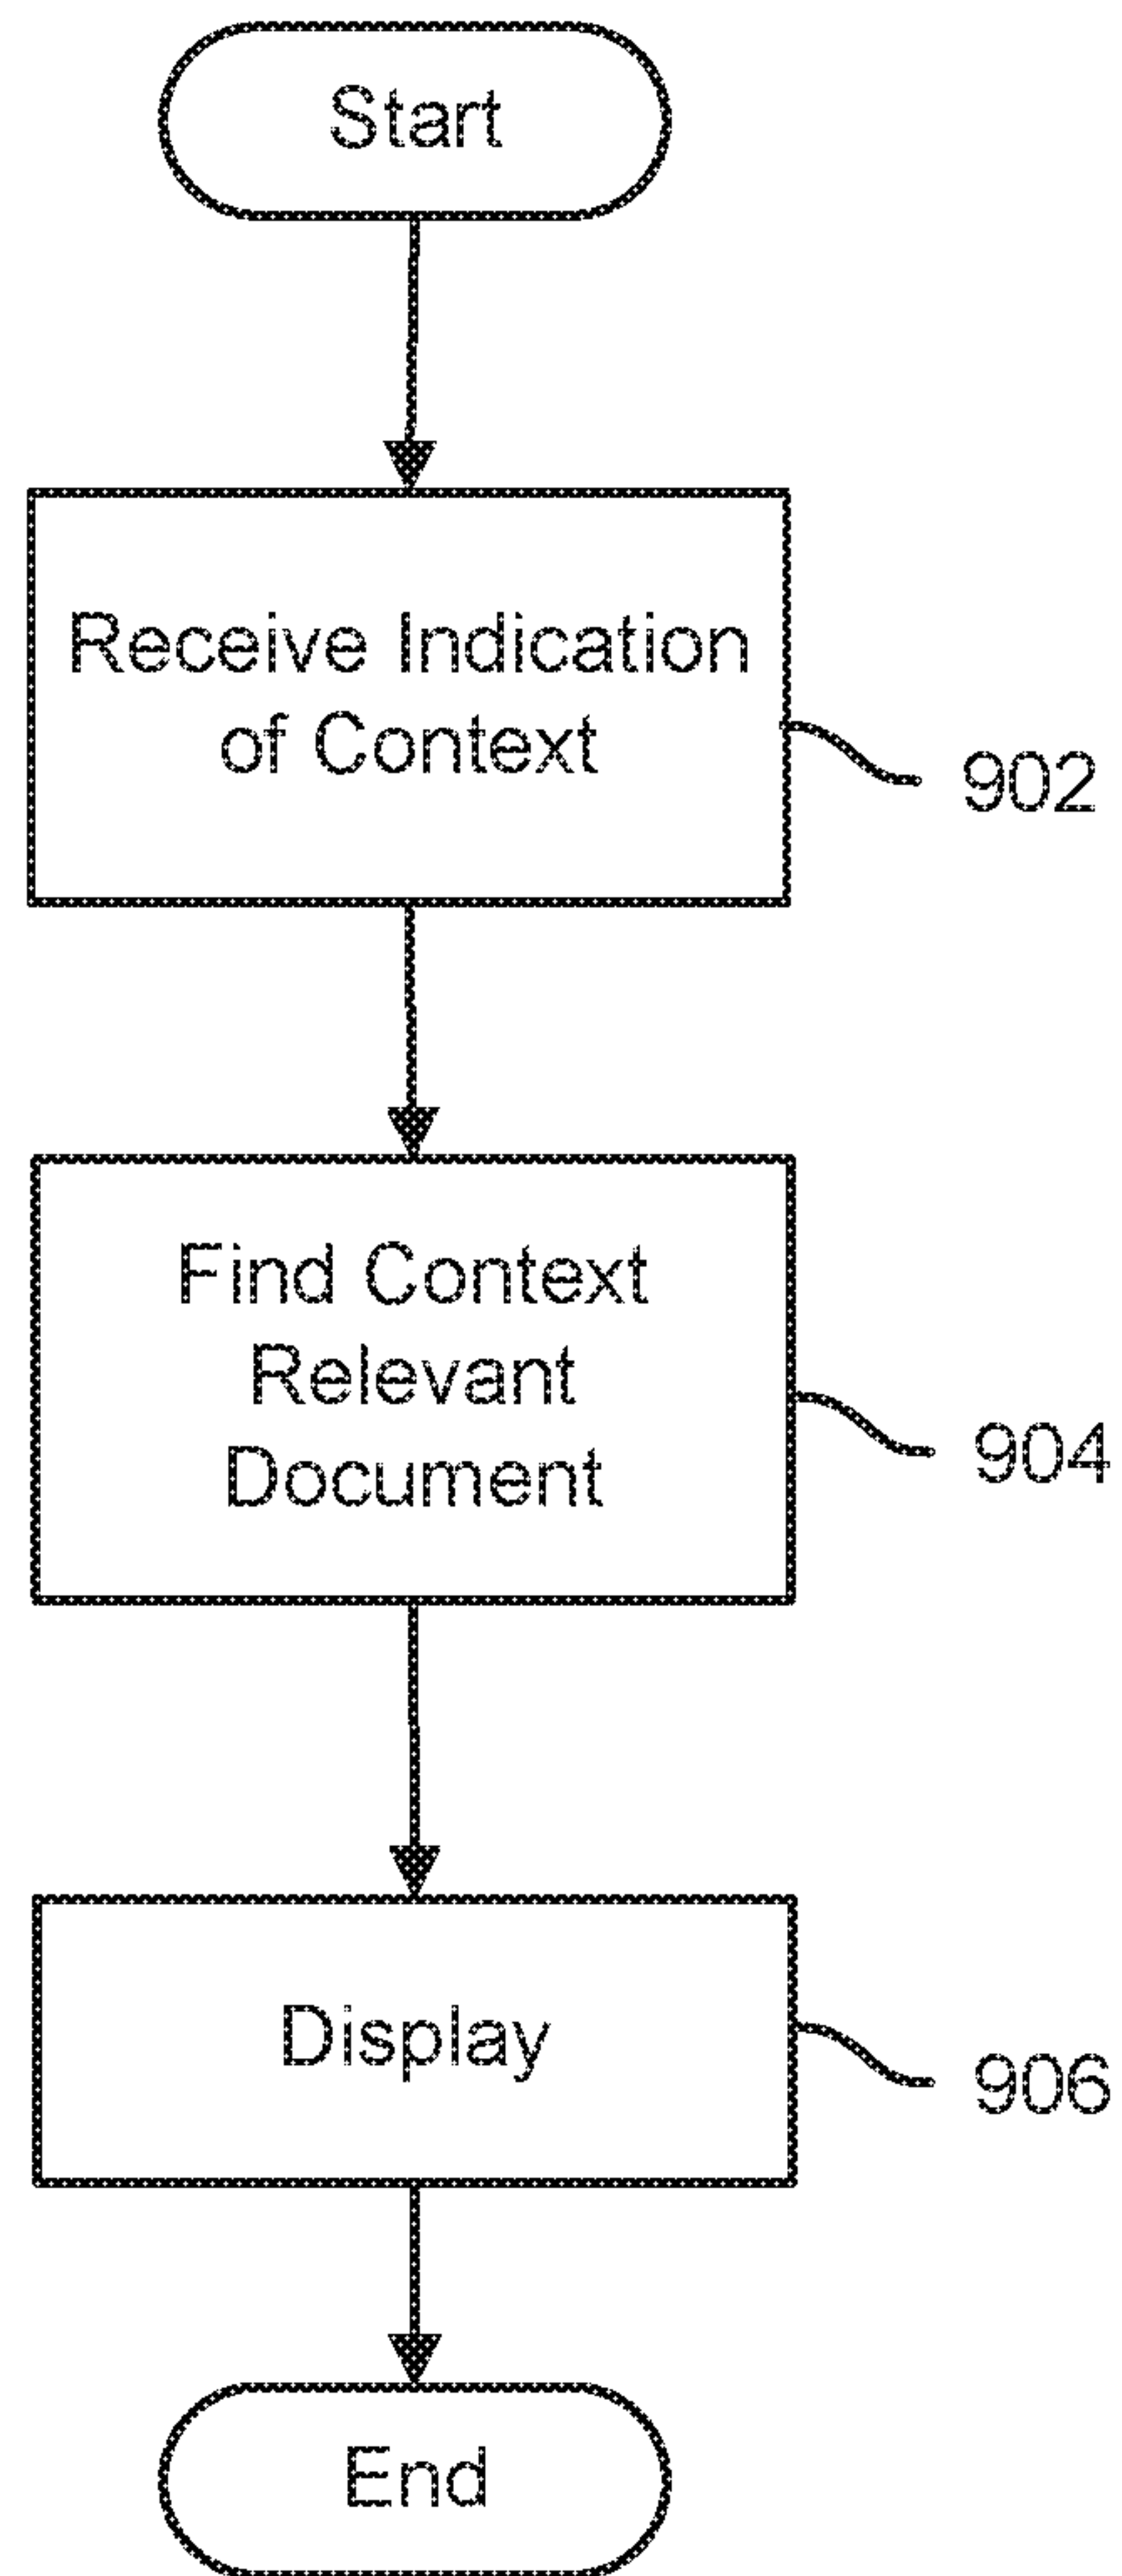 Start
Receive Indication
of Context
902
Find Context
Relevant
Document
904
Display
906
End